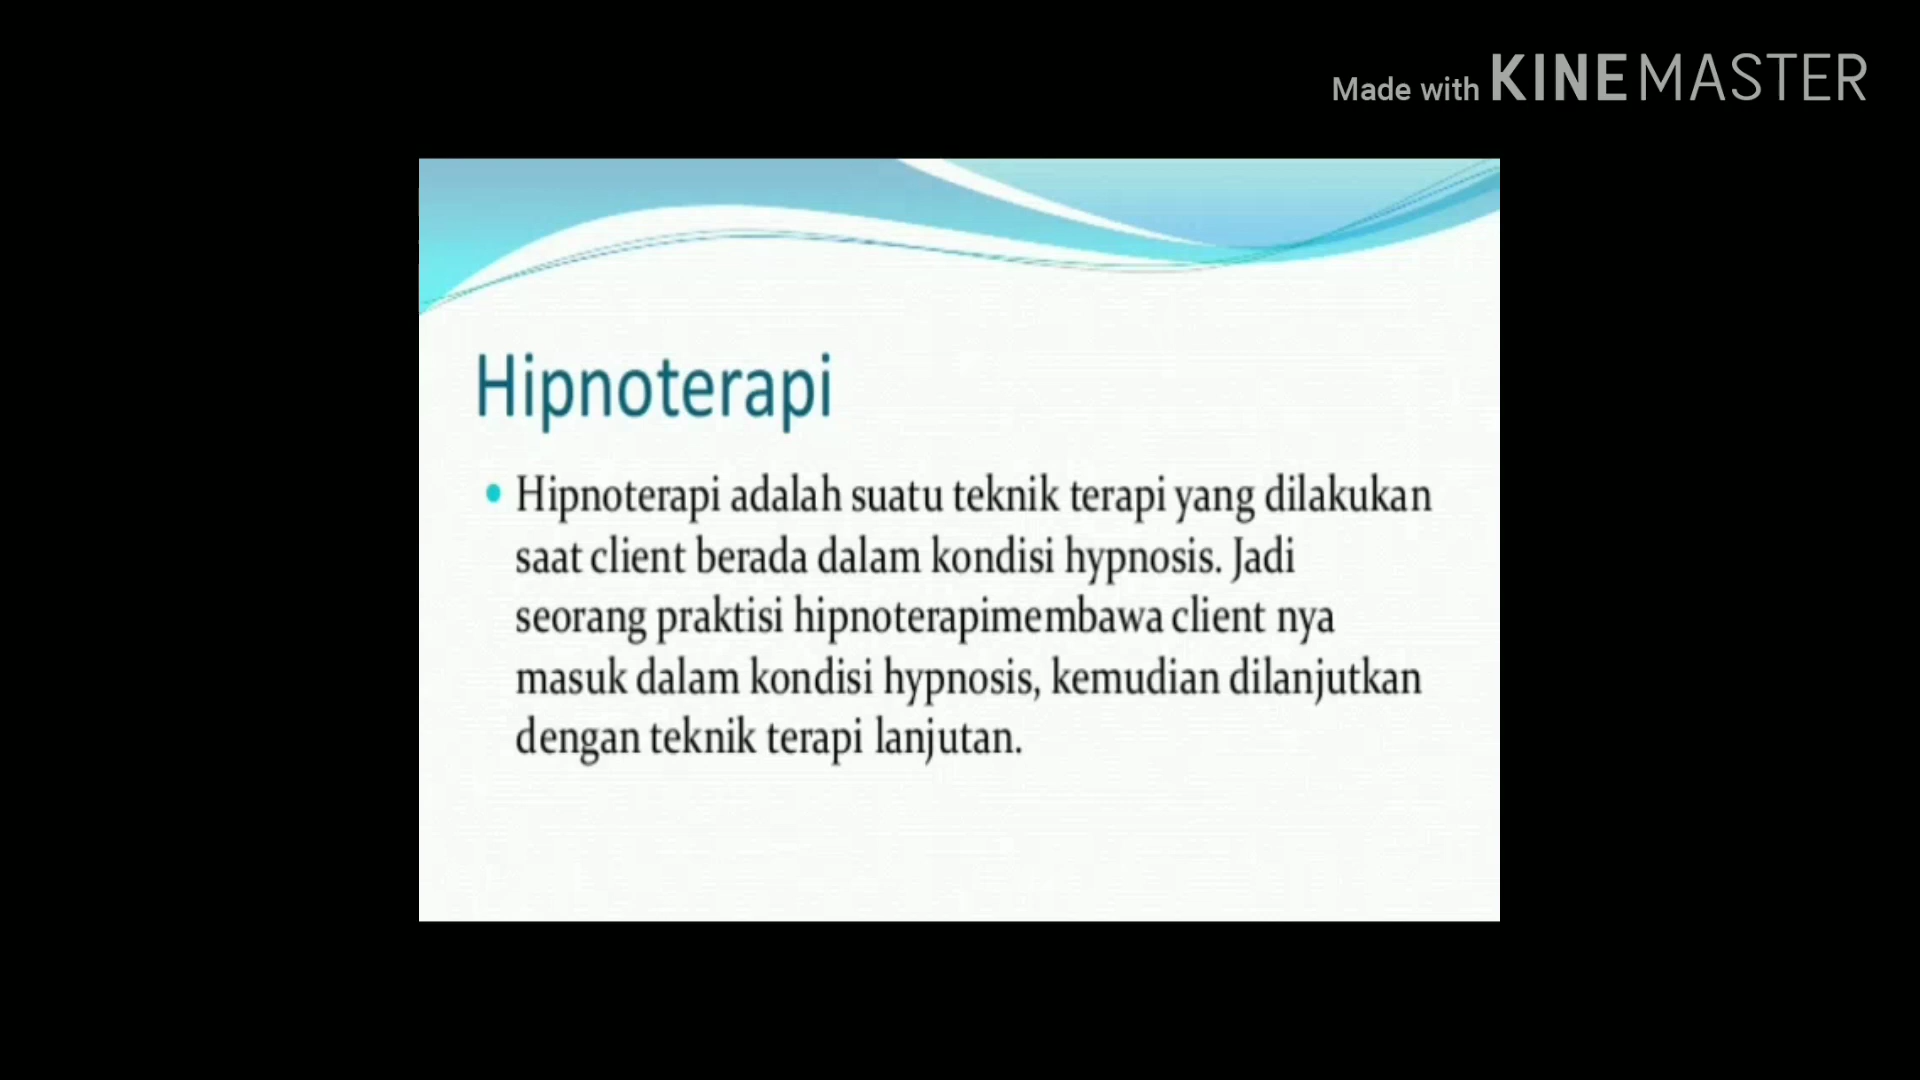 Made with KINEMASTER
Hipnoterapi
• Hipnoterapi adalah suatu teknik terapi yang dilakukan
saat client berada dalam kondisi hypnosis. Jadi
seorang praktisi hipnoterapimembawa client nya
masuk dalam kondisi hypnosis, kemudian dilanjutkan
dengan teknik terapi lanjutan.